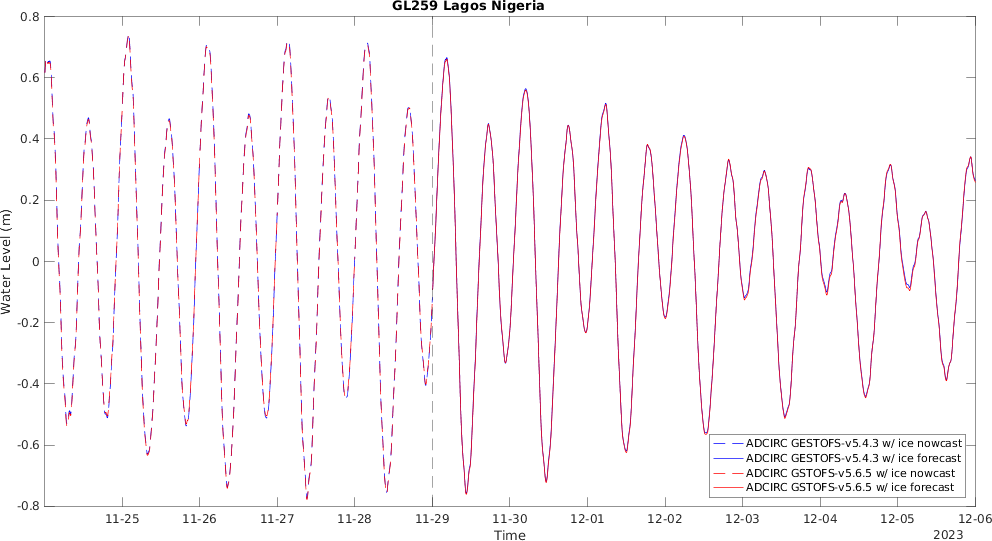 GL259 Lagos Nigeria
Water Level (m)
0.8
0.6
0.4
0.2
0
-0.2
-0.4
-0.6
-0.8
ADCIRC GESTOFS-v5.4.3 w/ ice nowcast
ADCIRC GESTOFS-v5.4.3 w/ ice forecast
ADCIRC GSTOFS-v5.6.5 w/ ice nowcast
ADCIRC GSTOFS-v5.6.5 w/ ice forecast
11-25 11-26 11-27 11-28 11-29 11-30 12-01 12-02 12-03 12-04 12-05 12-06
Time
2023